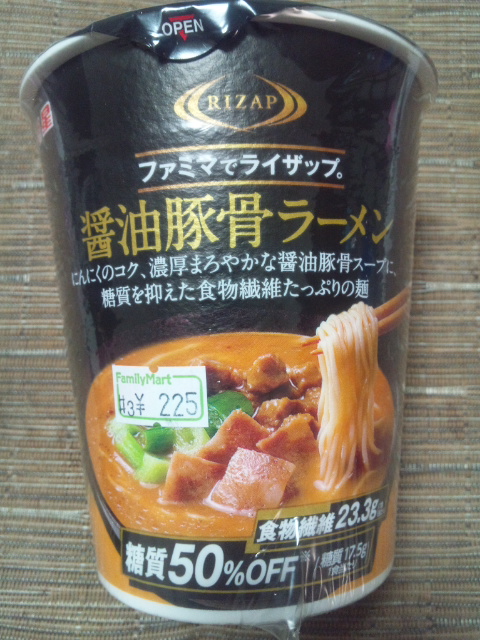 OPEN
RIZAP
ファミマでライザップ。
醤油豚骨ラーメン
にんにくのコク、濃厚まろやかな醤油豚骨スープに、
糖質を抑えた食物繊維たっぷりの麺
FamilyMart
¥ 225
食物繊維23.3g
糖質50%OFF
糖質17.5g